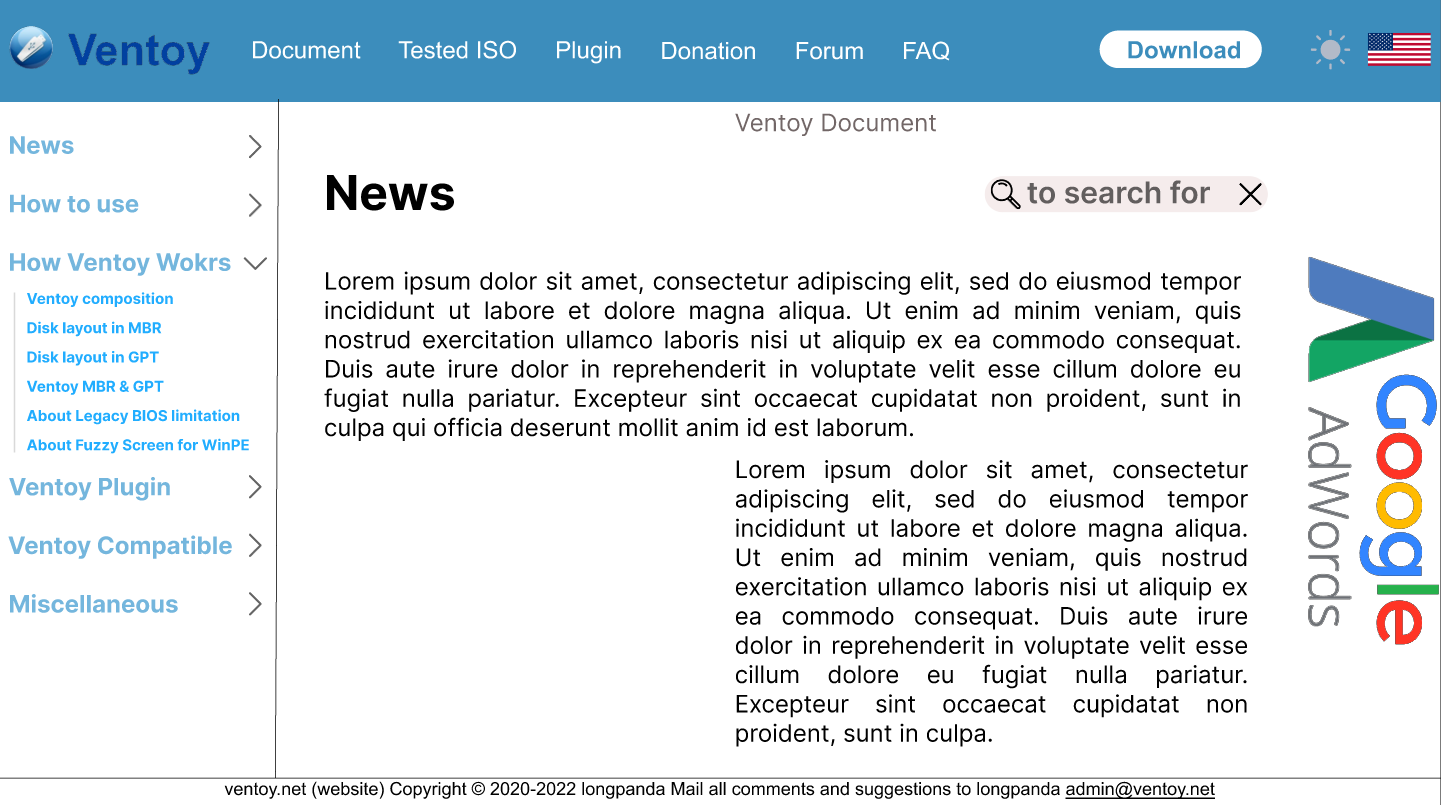 Ventoy
Document
Tested ISO
Plugin
Donation
Forum
FAQ
Download
News
How to use
How Ventoy Wokrs
Ventoy composition
Disk layout in MBR
Disk layout in GPT
Ventoy MBR & GPT
About Legacy BIOS limitation
About Fuzzy Screen for WinPE
Ventoy Plugin
Ventoy Compatible
Miscellaneous
Ventoy Document
News
to search for
Lorem ipsum dolor sit amet, consectetur adipiscing elit, sed do eiusmod tempor
incididunt ut labore et dolore magna aliqua. Ut enim ad minim veniam, quis
nostrud exercitation ullamco laboris nisi ut aliquip ex ea commodo consequat.
Duis aute irure dolor in reprehenderit in voluptate velit esse cillum dolore eu
fugiat nulla pariatur. Excepteur sint occaecat cupidatat non proident, sunt in
culpa qui officia deserunt mollit anim id est laborum.
Lorem ipsum dolor sit amet, consectetur
adipiscing elit, sed do eiusmod tempor
incididunt ut labore et dolore magna aliqua.
Ut enim ad minim veniam, quis nostrud
exercitation ullamco laboris nisi ut aliquip ex
ea commodo consequat. Duis aute irure
dolor in reprehenderit in voluptate velit esse
cillum dolore eu fugiat nulla pariatur.
Excepteur sint occaecat cupidatat non
proident, sunt in culpa.
Google
AdWords
ventoy.net (website) Copyright © 2020-2022 longpanda Mail all comments and suggestions to longpanda admin@ventoy.net